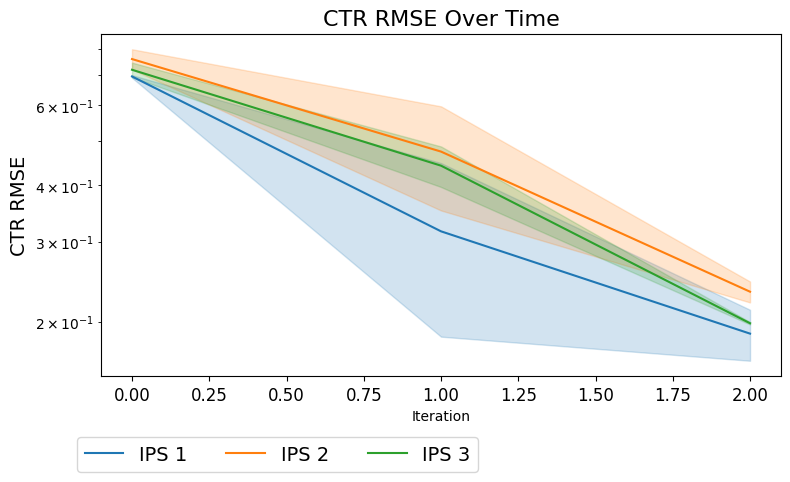 CTR RMSE Over Time
CTR RMSE
6 × 10⁻¹
4 × 10⁻¹
3 × 10⁻¹
2 × 10⁻¹
0.00 0.25 0.50 0.75 1.00 1.25 1.50 1.75 2.00
Iteration
IPS 1 IPS 2 IPS 3